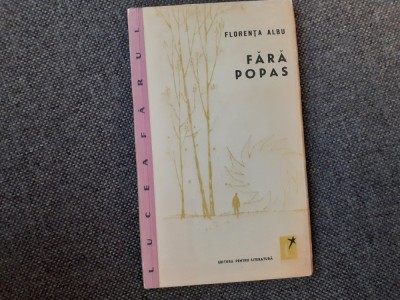 FLORENȚA ALBU
FĂRĂ
POPAS
LUCEAFĂRUL
EDITURA PENTRU LITERATURĂ